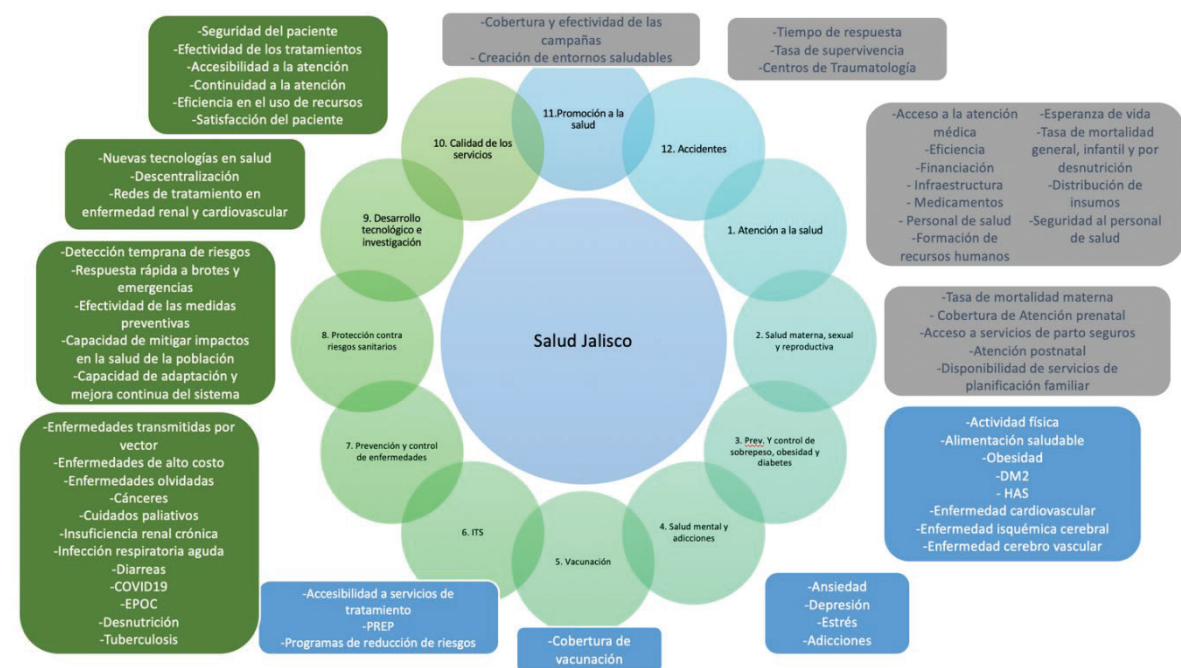 -Seguridad del paciente
-Efectividad de los tratamientos
-Accesibilidad a la atención
-Continuidad a la atención
-Eficiencia en el uso de recursos
-Satisfacción del paciente
-Cobertura y efectividad de las
campañas
- Creación de entornos saludables
-Tiempo de respuesta
-Tasa de supervivencia
-Centros de Traumatología
11.Promoción a la
salud
10. Calidad de los
servicios
12. Accidentes
-Nuevas tecnologías en salud
-Descentralización
-Redes de tratamiento en
enfermedad renal y cardiovascular
9. Desarrollo
tecnológico e
investigación
1. Atención a la salud
-Acceso a la atención
médica
-Eficiencia
-Financiación
- Infraestructura
- Medicamentos
- Personal de salud
-Formación de
recursos humanos
-Esperanza de vida
-Tasa de mortalidad
general, infantil y por
desnutrición
-Distribución de
insumos
-Seguridad al personal
de salud
-Detección temprana de riesgos
-Respuesta rápida a brotes y
emergencias
-Efectividad de las medidas
preventivas
-Capacidad de mitigar impactos
en la salud de la población
-Capacidad de adaptación y
mejora continua del sistema
8. Protección contra
riesgos sanitarios
Salud Jalisco
2. Salud materna, sexual
y reproductiva
-Tasa de mortalidad materna
- Cobertura de Atención prenatal
-Acceso a servicios de parto seguros
-Atención postnatal
-Disponibilidad de servicios de
planificación familiar
-Enfermedades transmitidas por
vector
-Enfermedades de alto costo
-Enfermedades olvidadas
-Cánceres
-Cuidados paliativos
-Insuficiencia renal crónica
-Infección respiratoria aguda
-Diarreas
-COVID19
-EPOC
-Desnutrición
-Tuberculosis
7. Prevención y control
de enfermedades
3. Prev. Y control de
sobrepeso, obesidad y
diabetes
-Actividad física
-Alimentación saludable
-Obesidad
-DM2
- HAS
-Enfermedad cardiovascular
-Enfermedad isquémica cerebral
-Enfermedad cerebro vascular
6. ITS
5. Vacunación
4. Salud mental y
adicciones
-Accesibilidad a servicios de
tratamiento
-PREP
-Programas de reducción de riesgos
-Cobertura de
vacunación
-Ansiedad
-Depresión
-Estrés
-Adicciones